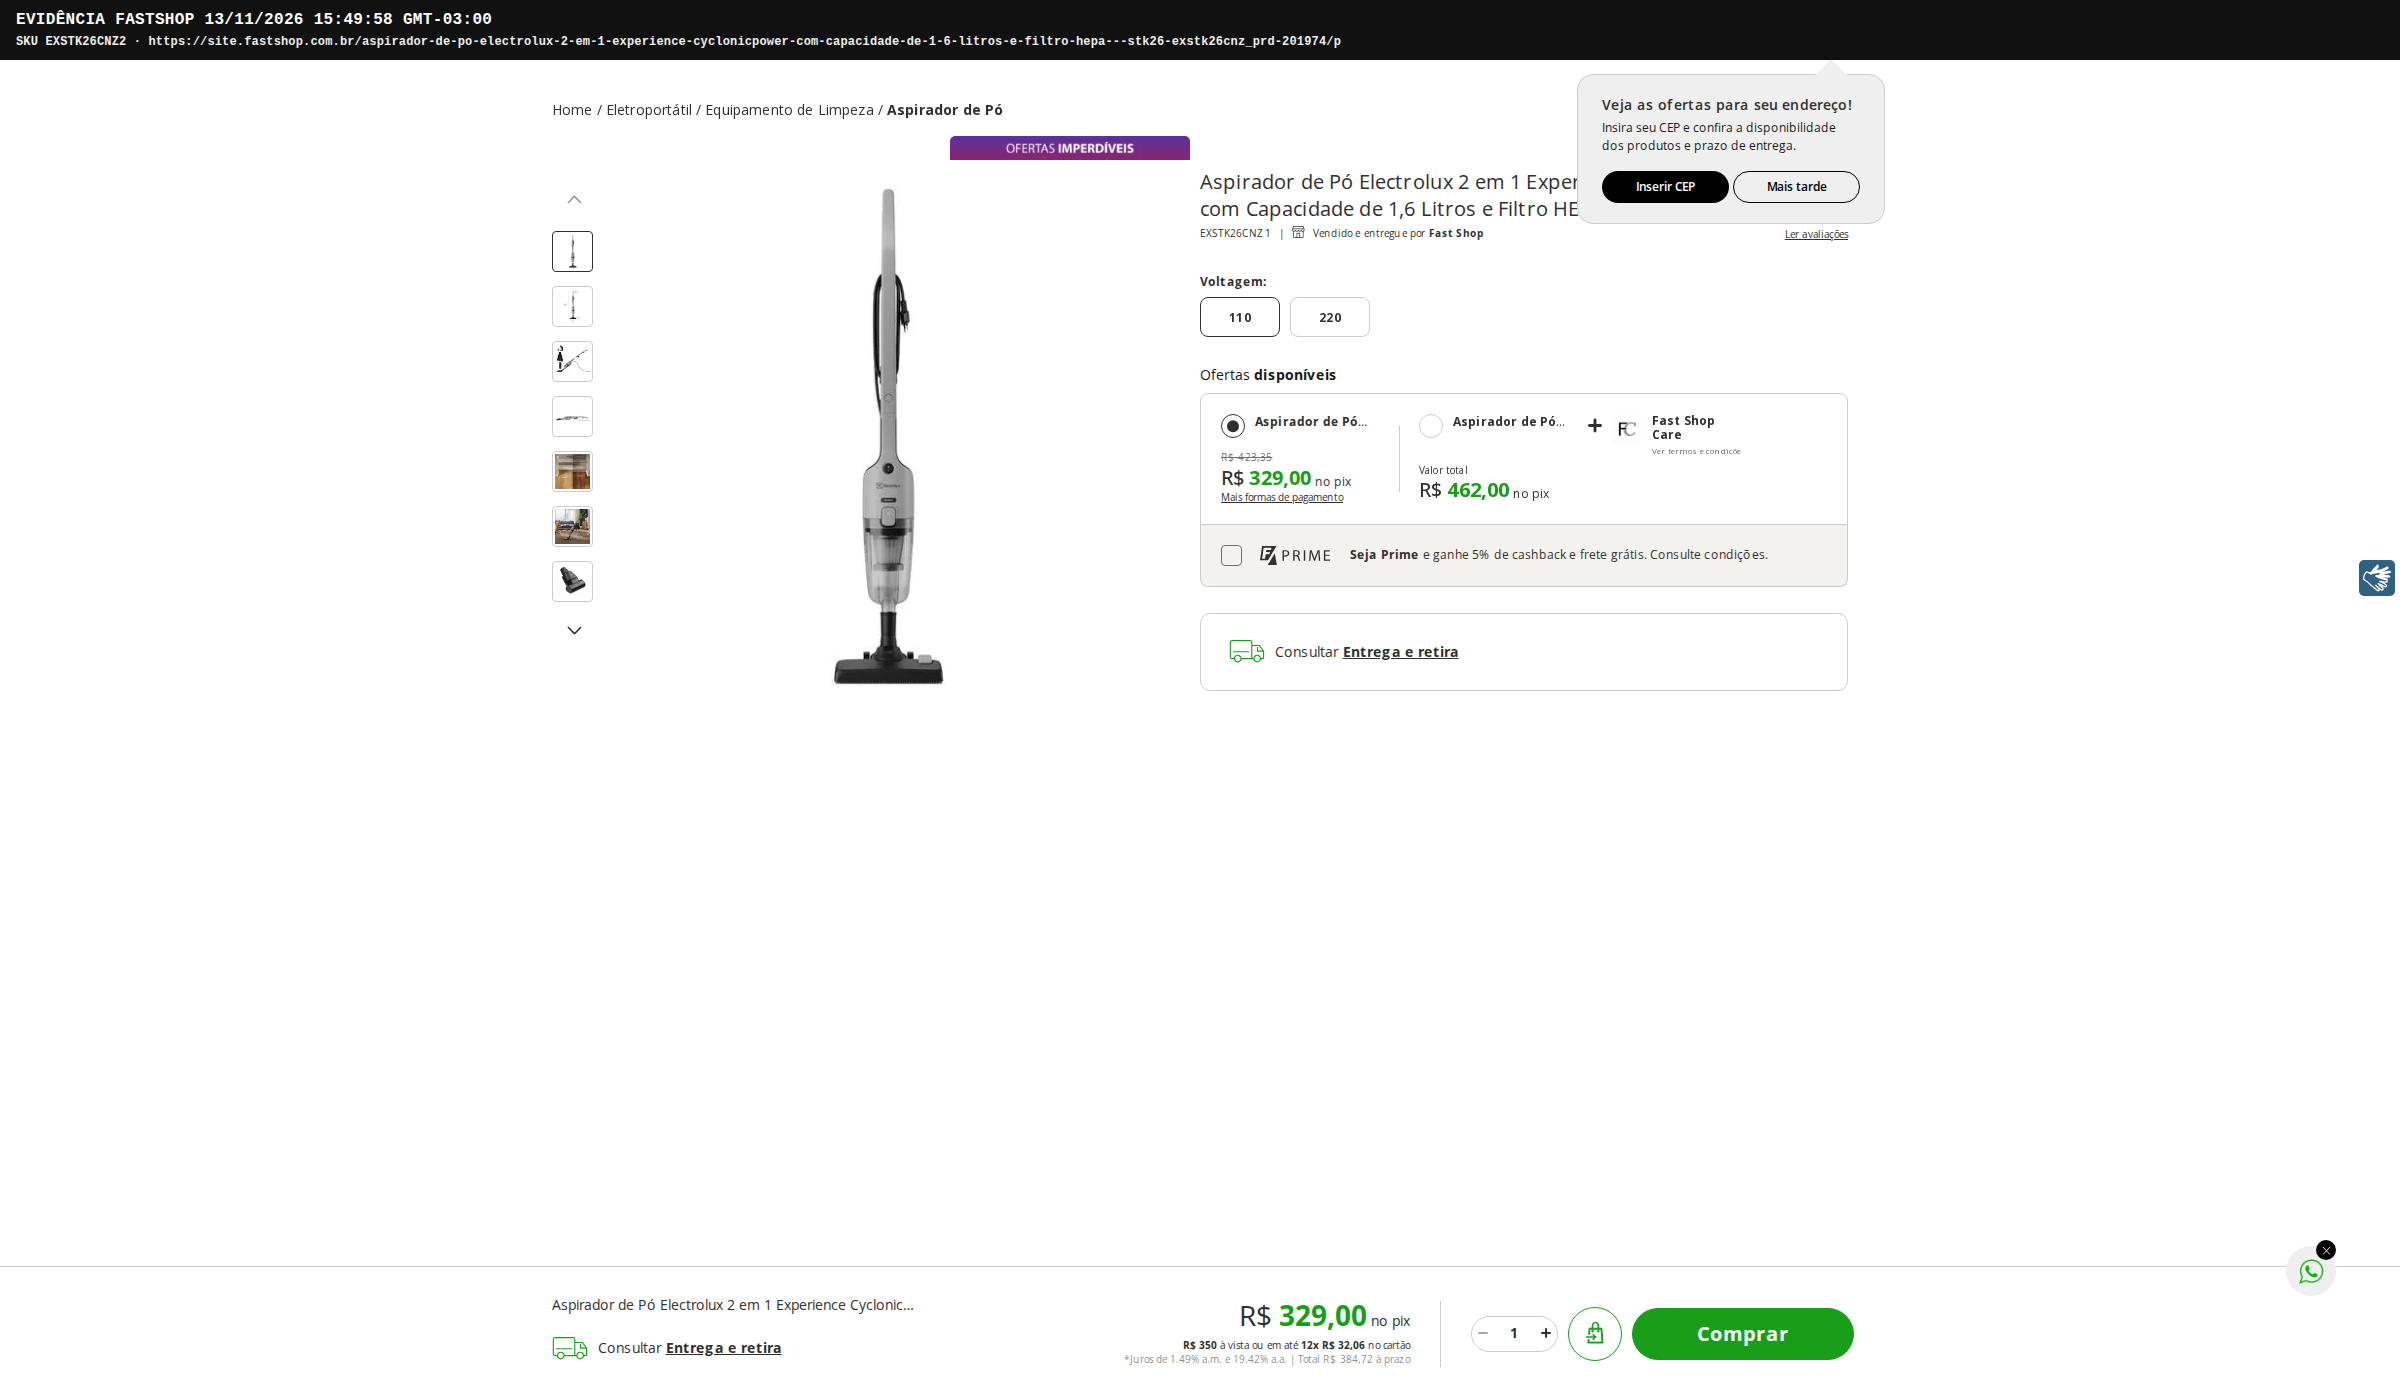 EVIDÊNCIA FASTSHOP 13/11/2026 15:49:58 GMT-03:00
SKU EXSTK26CNZ2 · https://site.fastshop.com.br/aspirador-de-po-electrolux-2-em-1-experience-cyclonicpower-com-capacidade-de-1-6-litros-e-filtro-hepa---stk26-exstk26cnz_prd-201974/p
Home / Eletroportátil / Equipamento de Limpeza / Aspirador de Pó
Veja as ofertas para seu endereço!
Insira seu CEP e confira a disponibilidade
dos produtos e prazo de entrega.
Inserir CEP
Mais tarde
OFERTAS IMPERDÍVEIS
Aspirador de Pó Electrolux 2 em 1 Exper
com Capacidade de 1,6 Litros e Filtro HE
EXSTK26CNZ1 | Vendido e entregue por Fast Shop
Ler avaliações
Voltagem:
110
220
Ofertas disponíveis
Aspirador de Pó...
R$ 423,35
R$ 329,00 no pix
Mais formas de pagamento
Aspirador de Pó...
Valor total
R$ 462,00 no pix
+
FC
Fast Shop
Care
Ver termos e condiçõe
PRIME
Seja Prime e ganhe 5% de cashback e frete grátis. Consulte condições.
Consultar Entrega e retira
Aspirador de Pó Electrolux 2 em 1 Experience Cyclonic...
Consultar Entrega e retira
R$ 329,00 no pix
R$ 350 à vista ou em até 12x R$ 32,06 no cartão
*Juros de 1.49% a.m. e 19.42% a.a. | Total R$ 384,72 à prazo
− 1 +
Comprar